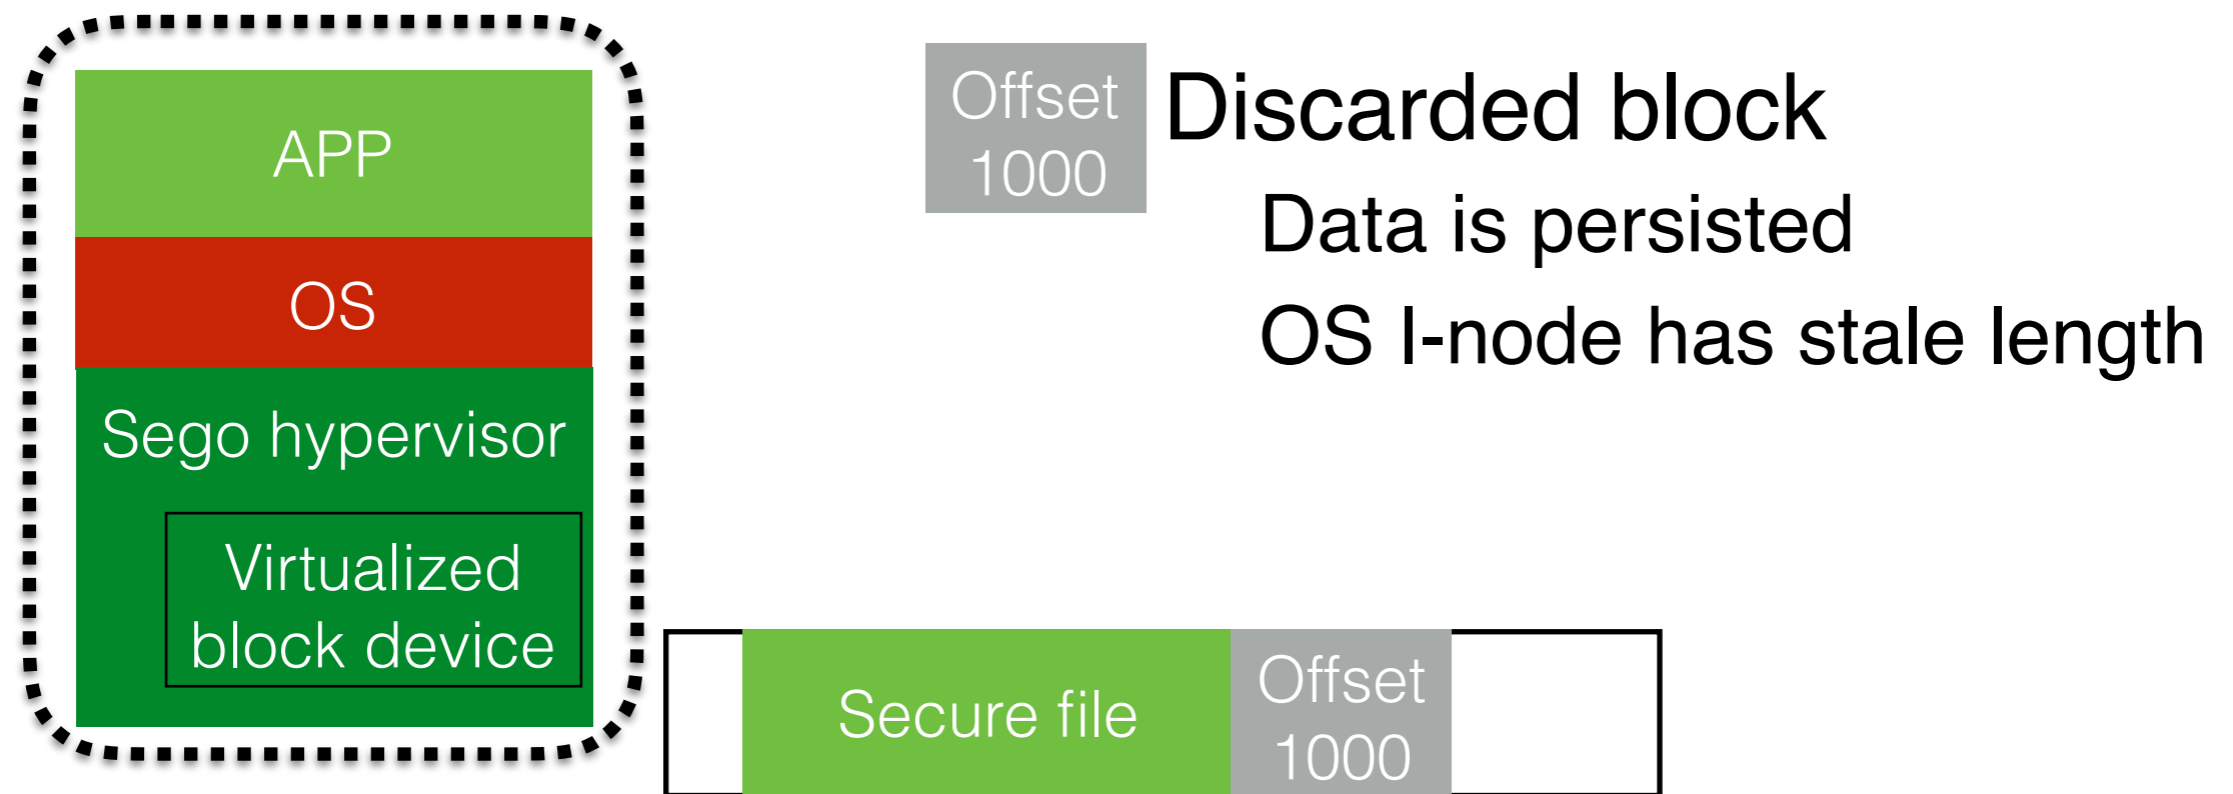 APP
OS
Sego hypervisor
Virtualized
block device
Offset
1000
Discarded block
Data is persisted
OS I-node has stale length
Secure file
Offset
1000